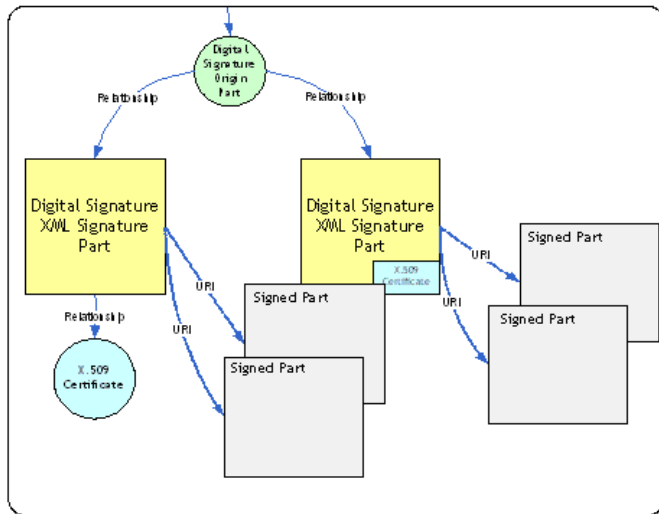 Digital
Signature
Origin
Part
Relationship
Relationship
Digital Signature
XML Signature
Part
Digital Signature
XML Signature
Part
X.509
Certificate
URI
URI
Signed Part
Signed Part
Relationship
X.509
Certificate
URI
URI
Signed Part
Signed Part